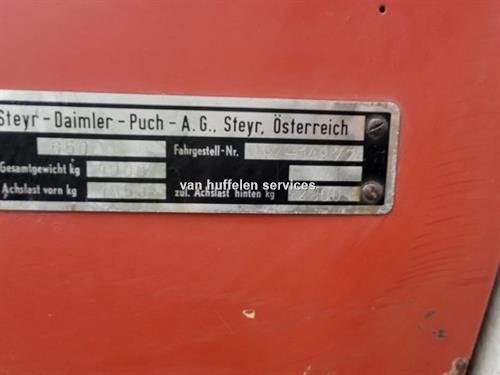 Steyr-Daimler-Puch-A.G., Steyr, Österreich
650 Fahrgestell-Nr.
Gesamtgewicht kg
Achslast vorn kg zul. Achslast hinten kg
van huffelen services